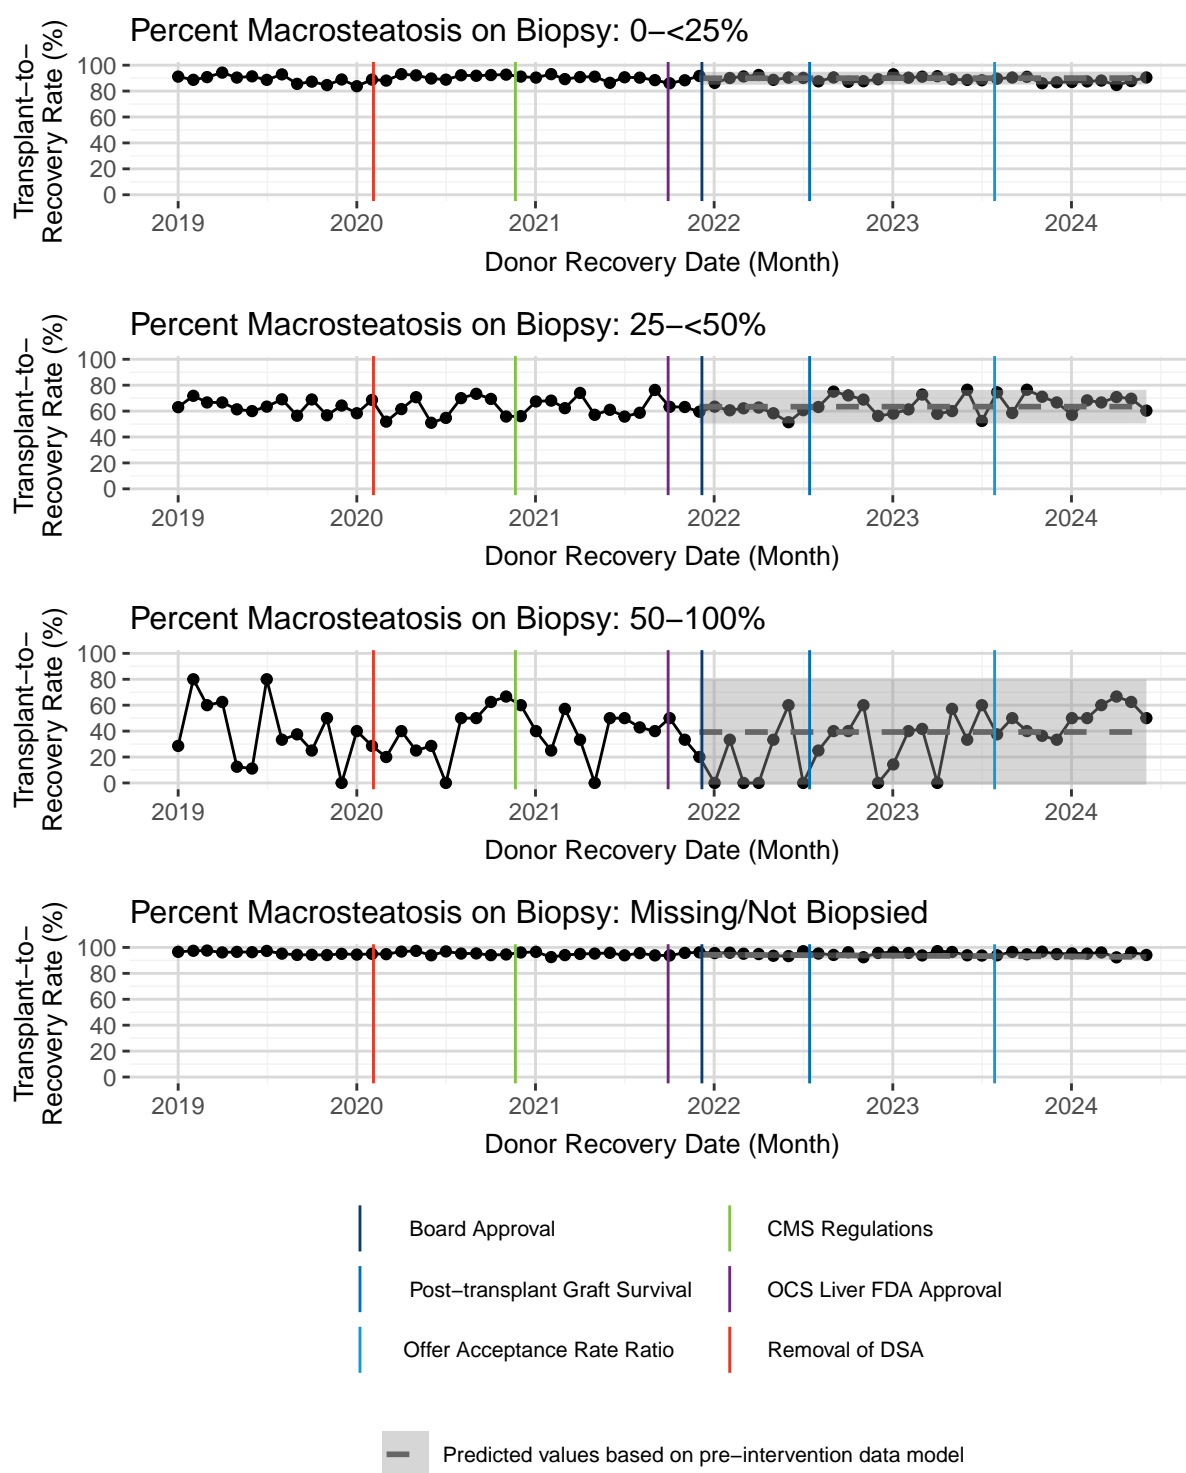 Percent Macrosteatosis on Biopsy: 0−<25%
Transplant−to−
Recovery Rate (%)
100
80
60
40
20
0
2019 2020 2021 2022 2023 2024
Donor Recovery Date (Month)
Percent Macrosteatosis on Biopsy: 25−<50%
Transplant−to−
Recovery Rate (%)
100
80
60
40
20
0
2019 2020 2021 2022 2023 2024
Donor Recovery Date (Month)
Percent Macrosteatosis on Biopsy: 50−100%
Transplant−to−
Recovery Rate (%)
100
80
60
40
20
0
2019 2020 2021 2022 2023 2024
Donor Recovery Date (Month)
Percent Macrosteatosis on Biopsy: Missing/Not Biopsied
Transplant−to−
Recovery Rate (%)
100
80
60
40
20
0
2019 2020 2021 2022 2023 2024
Donor Recovery Date (Month)
Board Approval
CMS Regulations
Post−transplant Graft Survival
OCS Liver FDA Approval
Offer Acceptance Rate Ratio
Removal of DSA
Predicted values based on pre−intervention data model